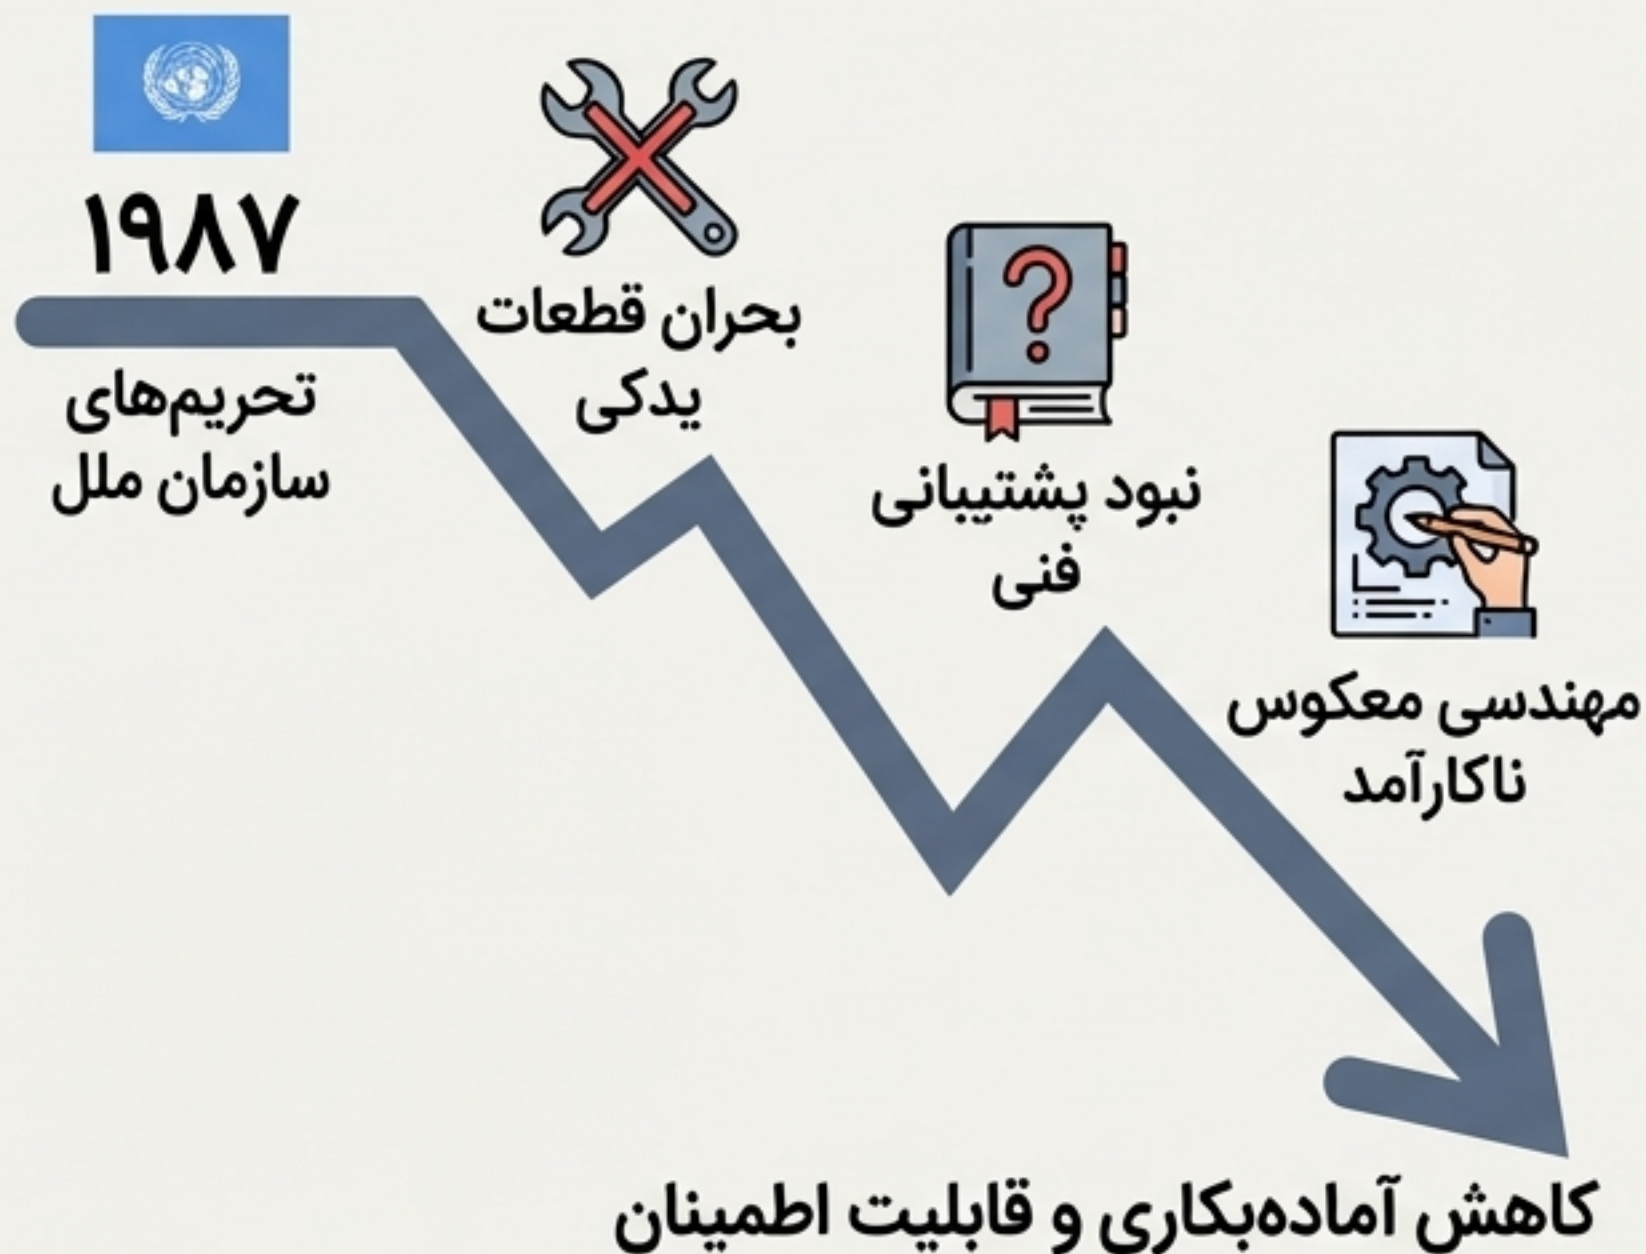 ۱۹۸۷
تحریم‌های
سازمان ملل
بحران قطعات
یدکی
نبود پشتیبانی
فنی
مهندسی معکوس
ناکارآمد
کاهش آماده‌بکاری و قابلیت اطمینان